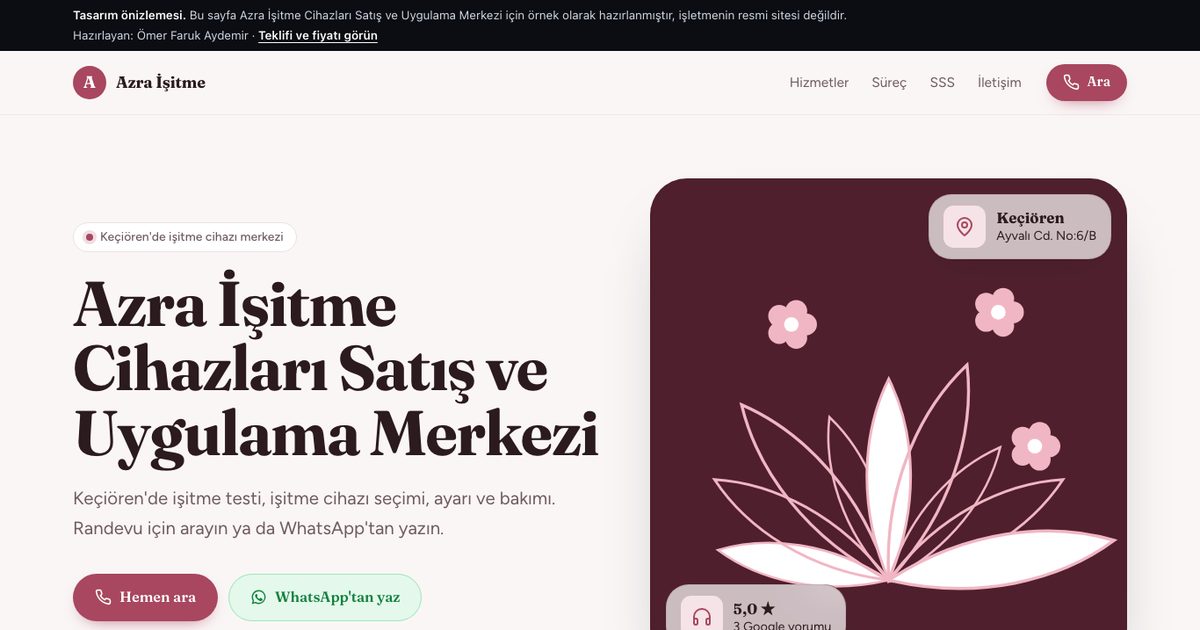 Tasarım önizlemesi. Bu sayfa Azra İşitme Cihazları Satış ve Uygulama Merkezi için örnek olarak hazırlanmıştır, işletmenin resmi sitesi değildir.
Hazırlayan: Ömer Faruk Aydemir · Teklifi ve fiyatı görün
A Azra İşitme
Hizmetler Süreç SSS İletişim Ara
Keçiören'de işitme cihazı merkezi
Azra İşitme
Cihazları Satış ve
Uygulama Merkezi
Keçiören'de işitme testi, işitme cihazı seçimi, ayarı ve bakımı.
Randevu için arayın ya da WhatsApp'tan yazın.
Hemen ara
WhatsApp'tan yaz
Keçiören
Ayvalı Cd. No:6/B
5,0 ★
3 Google yorumu